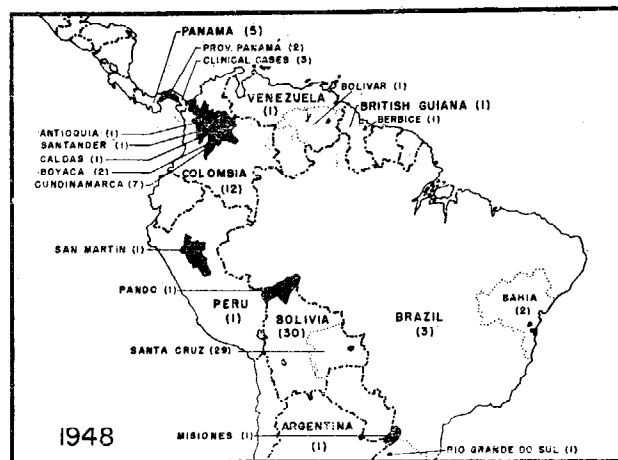 PANAMA (5)
PROV. PANAMA (2)
CLINICAL CASES (3)
BOLIVAR (1)
VENEZUELA
(1)
BRITISH GUIANA (1)
BERBICE (1)
ANTIOQUIA (1)
SANTANDER (1)
CALDAS (1)
BOYACA (2)
CUNDINAMARCA (7)
COLOMBIA
(12)
SAN MARTIN (1)
PANDO (1)
PERU
(1)
BOLIVIA
(30)
BRAZIL
(3)
BAHIA
(2)
SANTA CRUZ (29)
ARGENTINA
(1)
MISIONES (1)
RIO GRANDE DO SUL (1)
1948